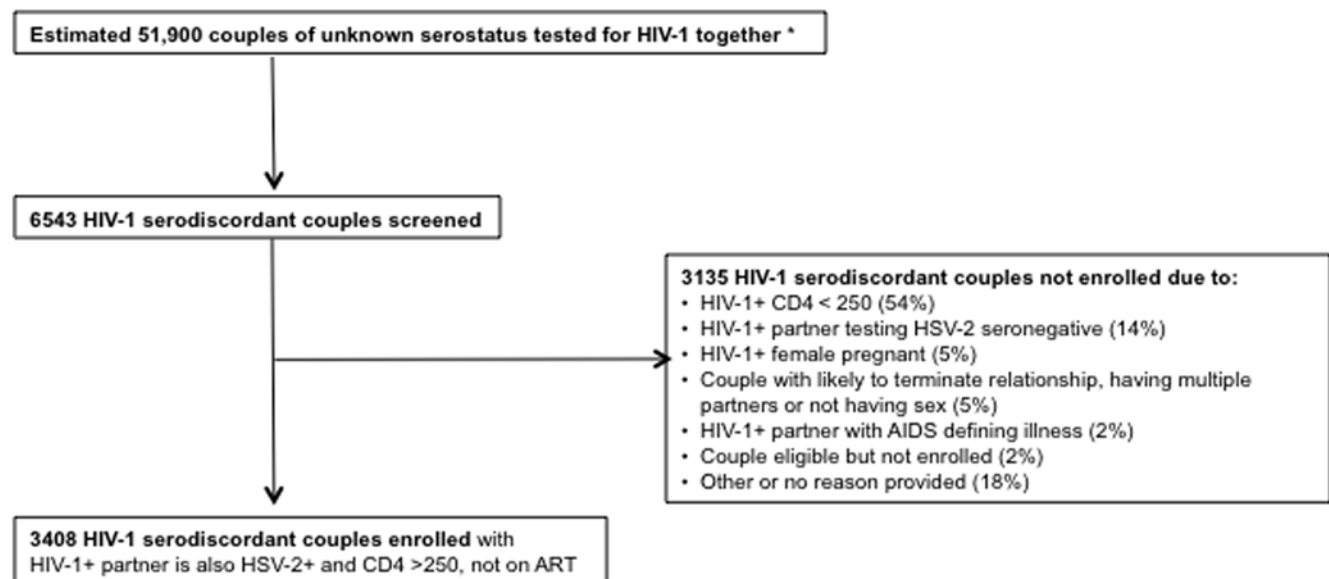 Estimated 51,900 couples of unknown serostatus tested for HIV-1 together *
6543 HIV-1 serodiscordant couples screened
3135 HIV-1 serodiscordant couples not enrolled due to:
• HIV-1+ CD4 < 250 (54%)
• HIV-1+ partner testing HSV-2 seronegative (14%)
• HIV-1+ female pregnant (5%)
• Couple with likely to terminate relationship, having multiple
partners or not having sex (5%)
• HIV-1+ partner with AIDS defining illness (2%)
• Couple eligible but not enrolled (2%)
• Other or no reason provided (18%)
3408 HIV-1 serodiscordant couples enrolled with
HIV-1+ partner is also HSV-2+ and CD4 >250, not on ART